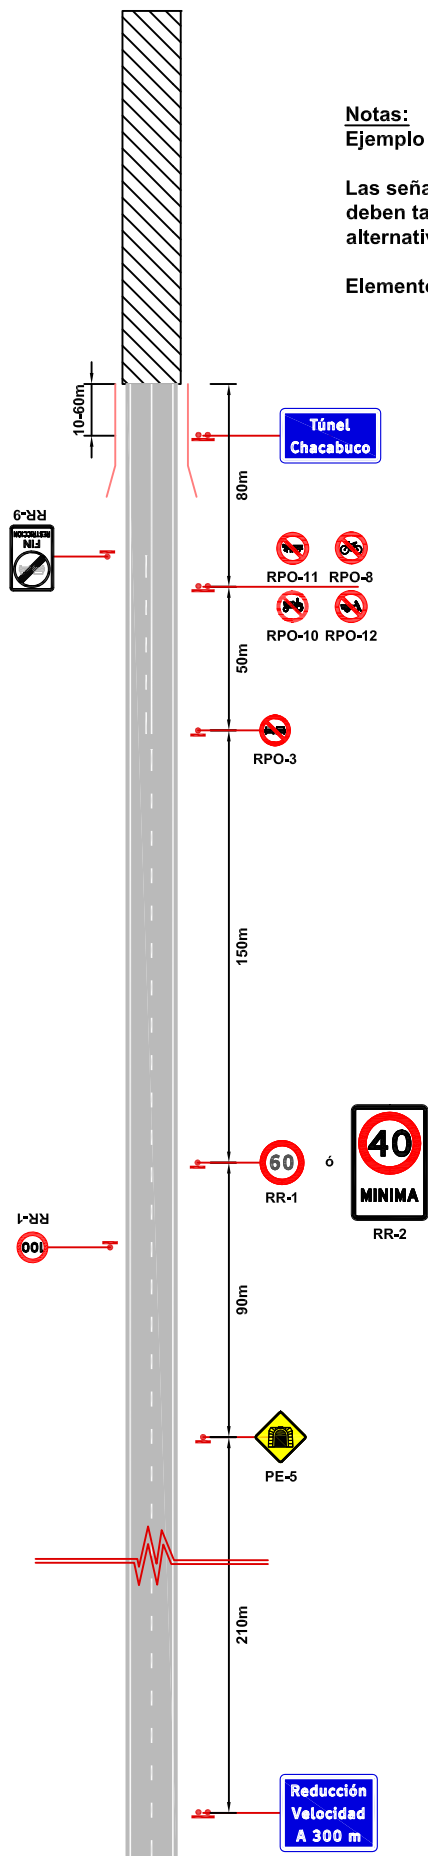 Notas:
Ejemplo
Las seña
deben ta
alternativ
Elemento
10-60m
80m
Túnel
Chacabuco
RR-9
FIN
RESTRICCION
RPO-11 RPO-8
RPO-10 RPO-12
50m
RPO-3
150m
60
RR-1
ó
40
MINIMA
RR-2
RR-1
100
90m
PE-5
210m
Reducción
Velocidad
A 300 m